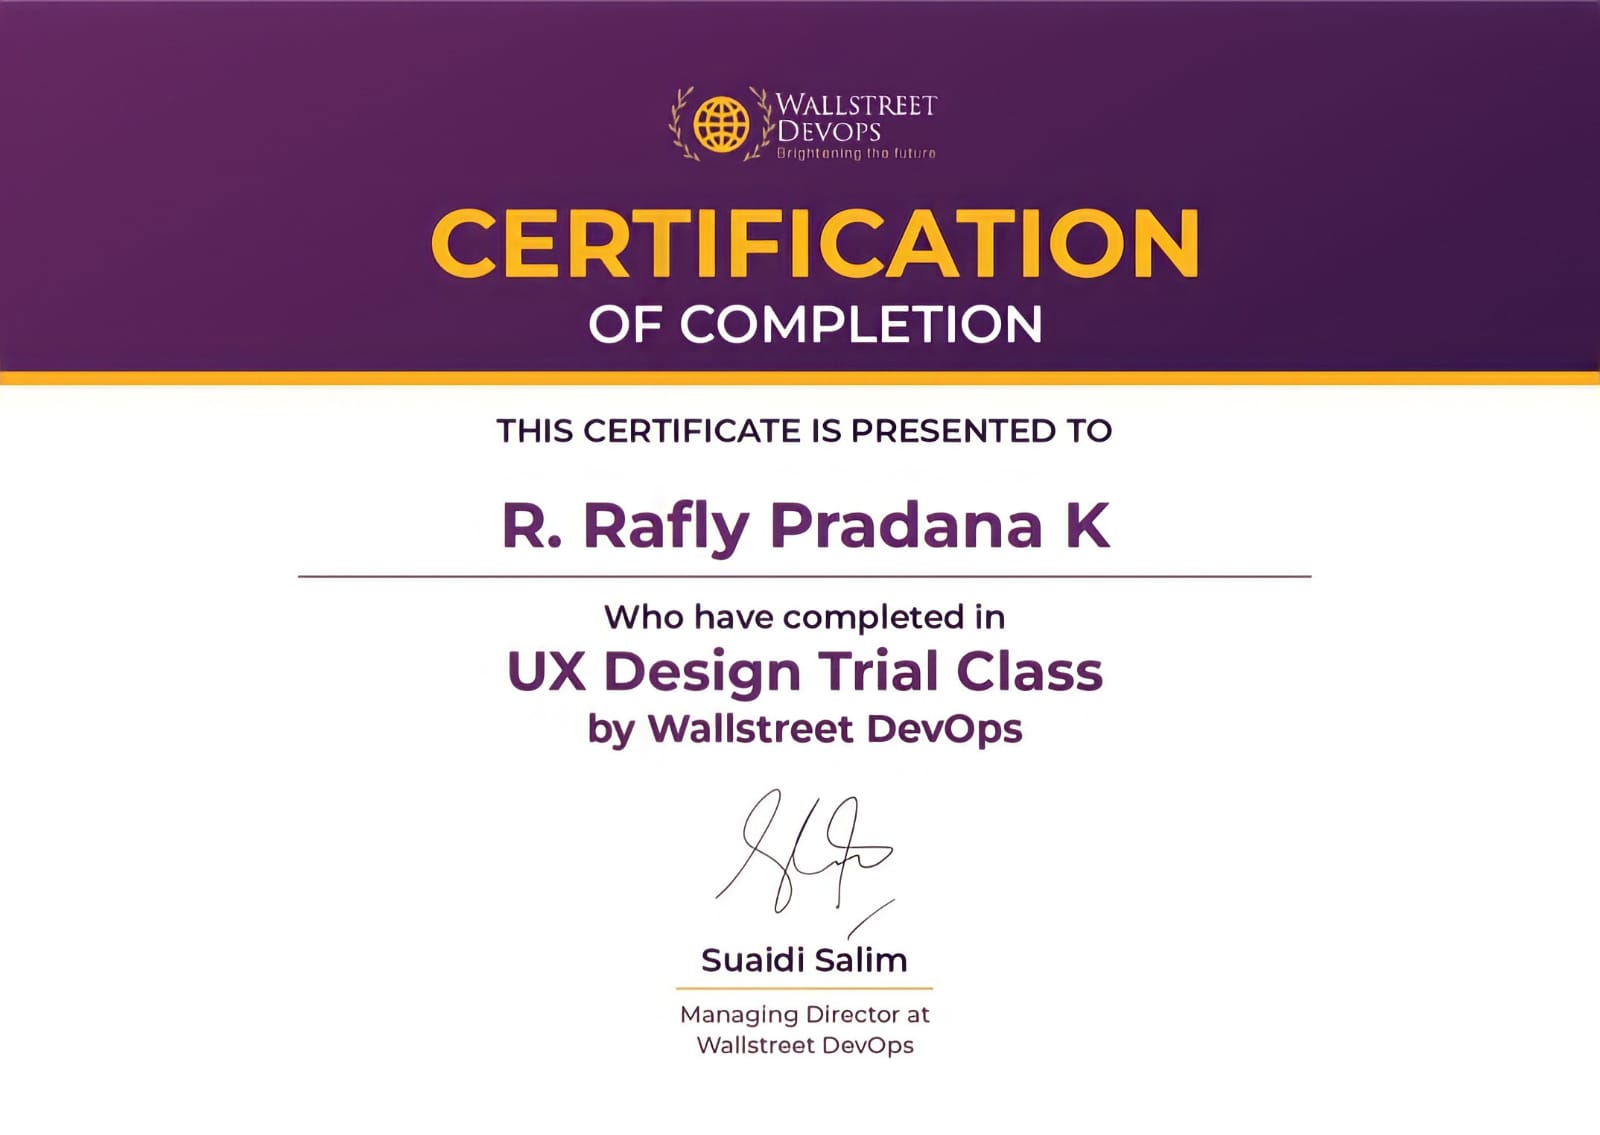 WALLSTREET
DEVOPS
Brightening the future
CERTIFICATION
OF COMPLETION
THIS CERTIFICATE IS PRESENTED TO
R. Rafly Pradana K
Who have completed in
UX Design Trial Class
by Wallstreet DevOps
Suaidi Salim
Managing Director at
Wallstreet DevOps